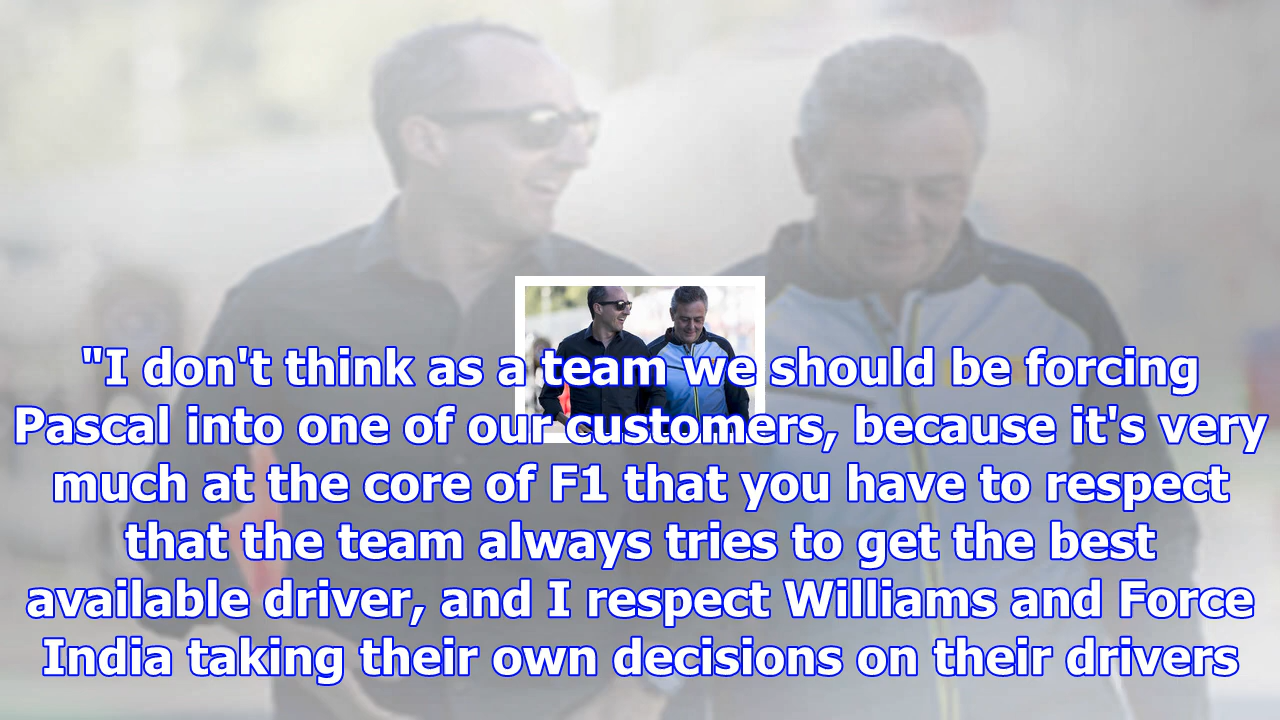 "I don't think as a team we should be forcing
Pascal into one of our customers, because it's very
much at the core of F1 that you have to respect
that the team always tries to get the best
available driver, and I respect Williams and Force
India taking their own decisions on their drivers